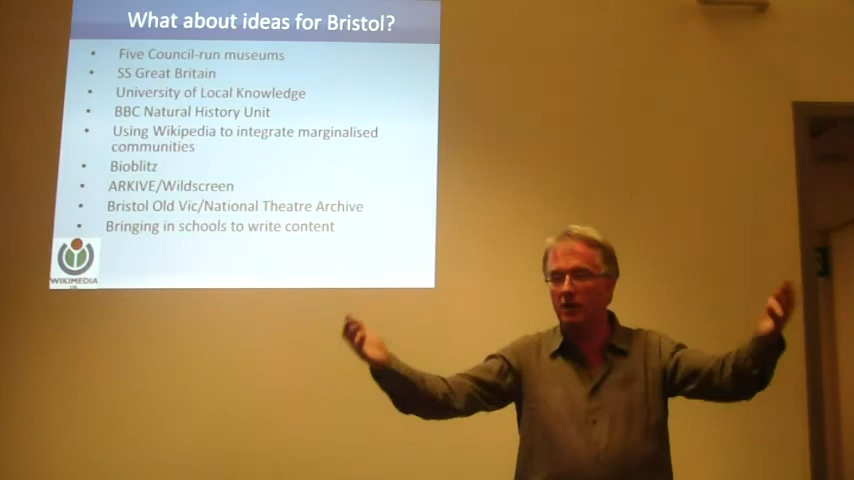 What about ideas for Bristol?
• Five Council-run museums
• SS Great Britain
• University of Local Knowledge
• BBC Natural History Unit
• Using Wikipedia to integrate marginalised
communities
• Bioblitz
• ARKIVE/Wildscreen
• Bristol Old Vic/National Theatre Archive
• Bringing in schools to write content
WIKIMEDIA